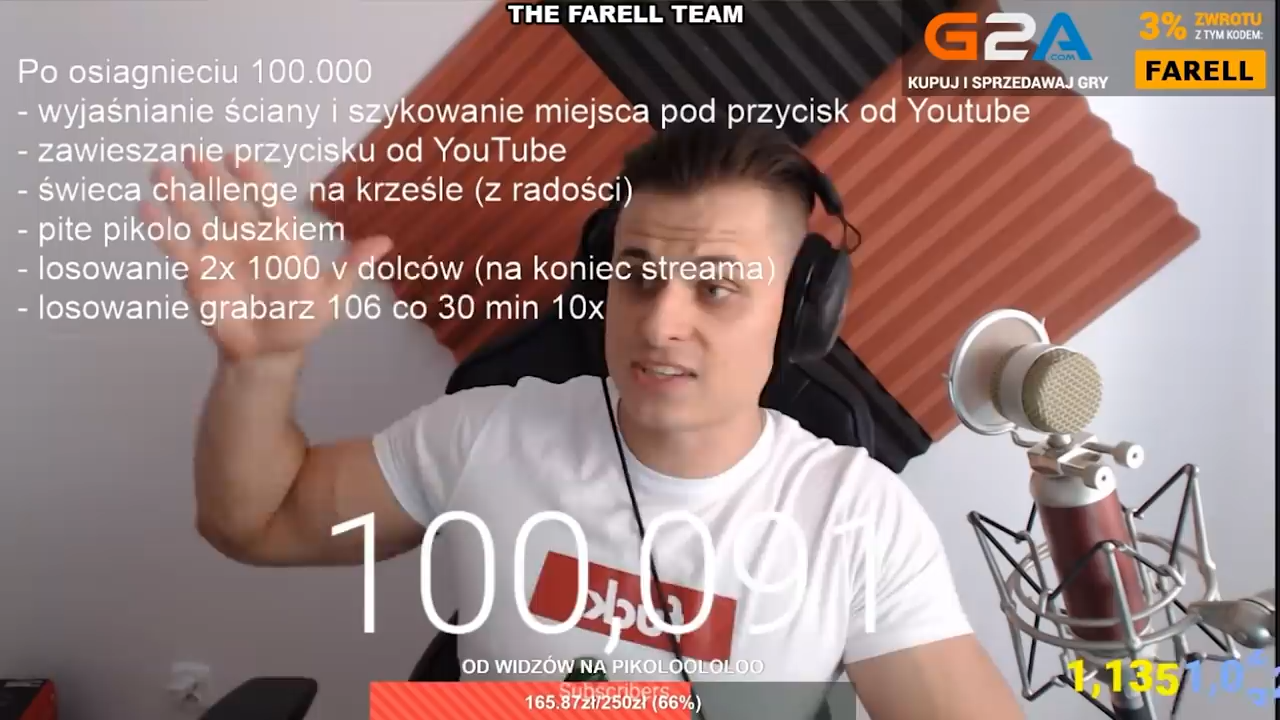 THE FARELL TEAM
G2A
.COM
KUPUJ I SPRZEDAWAJ GRY
3% ZWROTU
Z TYM KODEM:
FARELL
Po osiagnieciu 100.000
- wyjaśnianie ściany i szykowanie miejsca pod przycisk od Youtube
- zawieszanie przycisku od YouTube
- świeca challenge na krześle (z radości)
- pite pikolo duszkiem
- losowanie 2x 1000 v dolców (na koniec streama)
- losowanie grabarz 106 co 30 min 10x
100,091
fuck
OD WIDZÓW NA PIKOLOOLOLOO
Subscribers
165.87zł/250zł (66%)
1,135